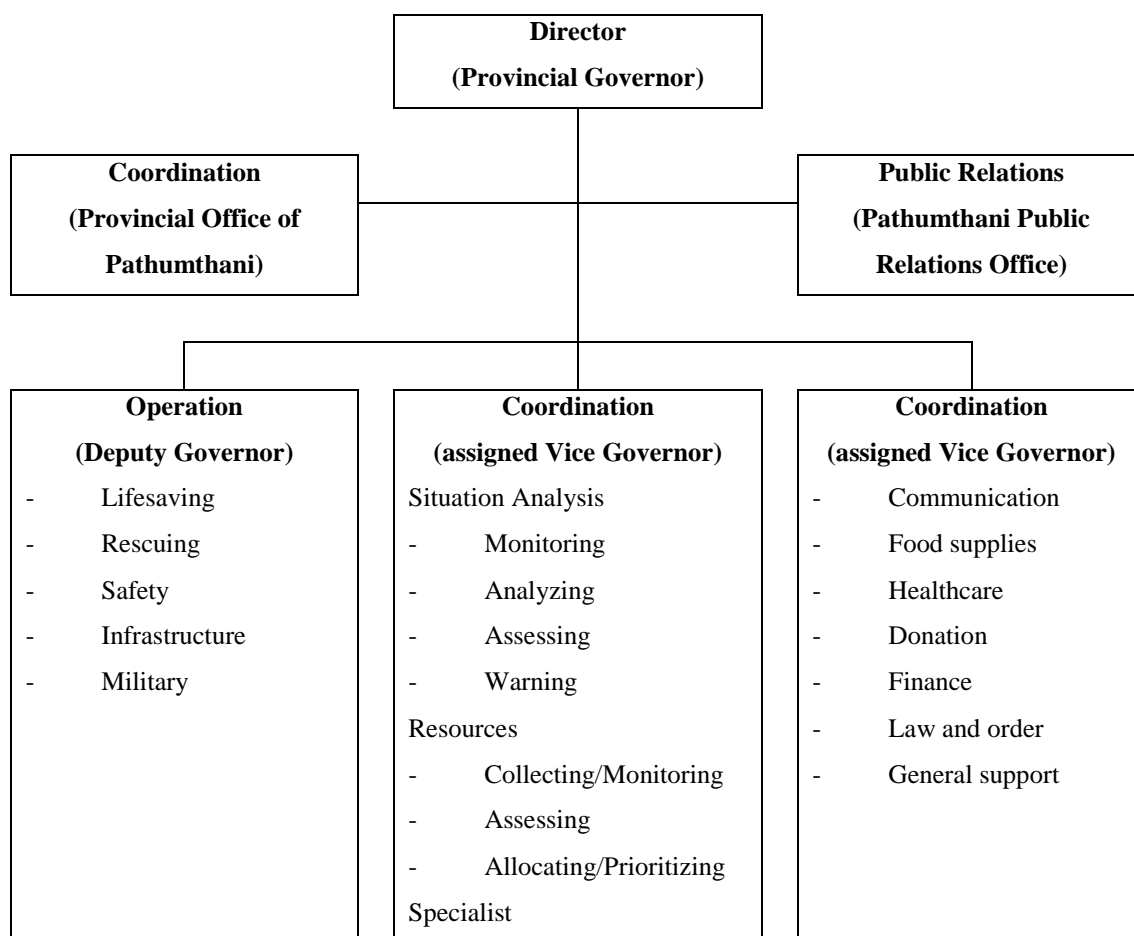 Director
(Provincial Governor)
Coordination
(Provincial Office of
Pathumthani)
Public Relations
(Pathumthani Public
Relations Office)
Operation
(Deputy Governor)
- Lifesaving
- Rescuing
- Safety
- Infrastructure
- Military
Coordination
(assigned Vice Governor)
Situation Analysis
- Monitoring
- Analyzing
- Assessing
- Warning
Resources
- Collecting/Monitoring
- Assessing
- Allocating/Prioritizing
Specialist
Coordination
(assigned Vice Governor)
- Communication
- Food supplies
- Healthcare
- Donation
- Finance
- Law and order
- General support